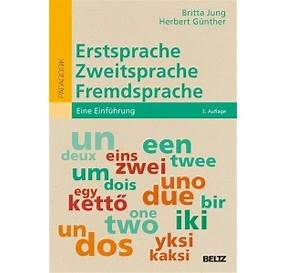 Britta Jung
Herbert Günther
PÄDAGOGIK
Erstsprache
Zweitsprache
Fremdsprache
Eine Einführung
3. Auflage
un een
deux eins twee
um zwei
dois uno
egy due bir
kettő
one iki
un two
dos yksi
kaksi
BELTZ